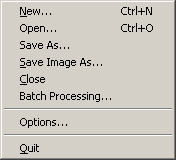 New... Ctrl+N
Open... Ctrl+O
Save As...
Save Image As...
Close
Batch Processing...
Options...
Quit